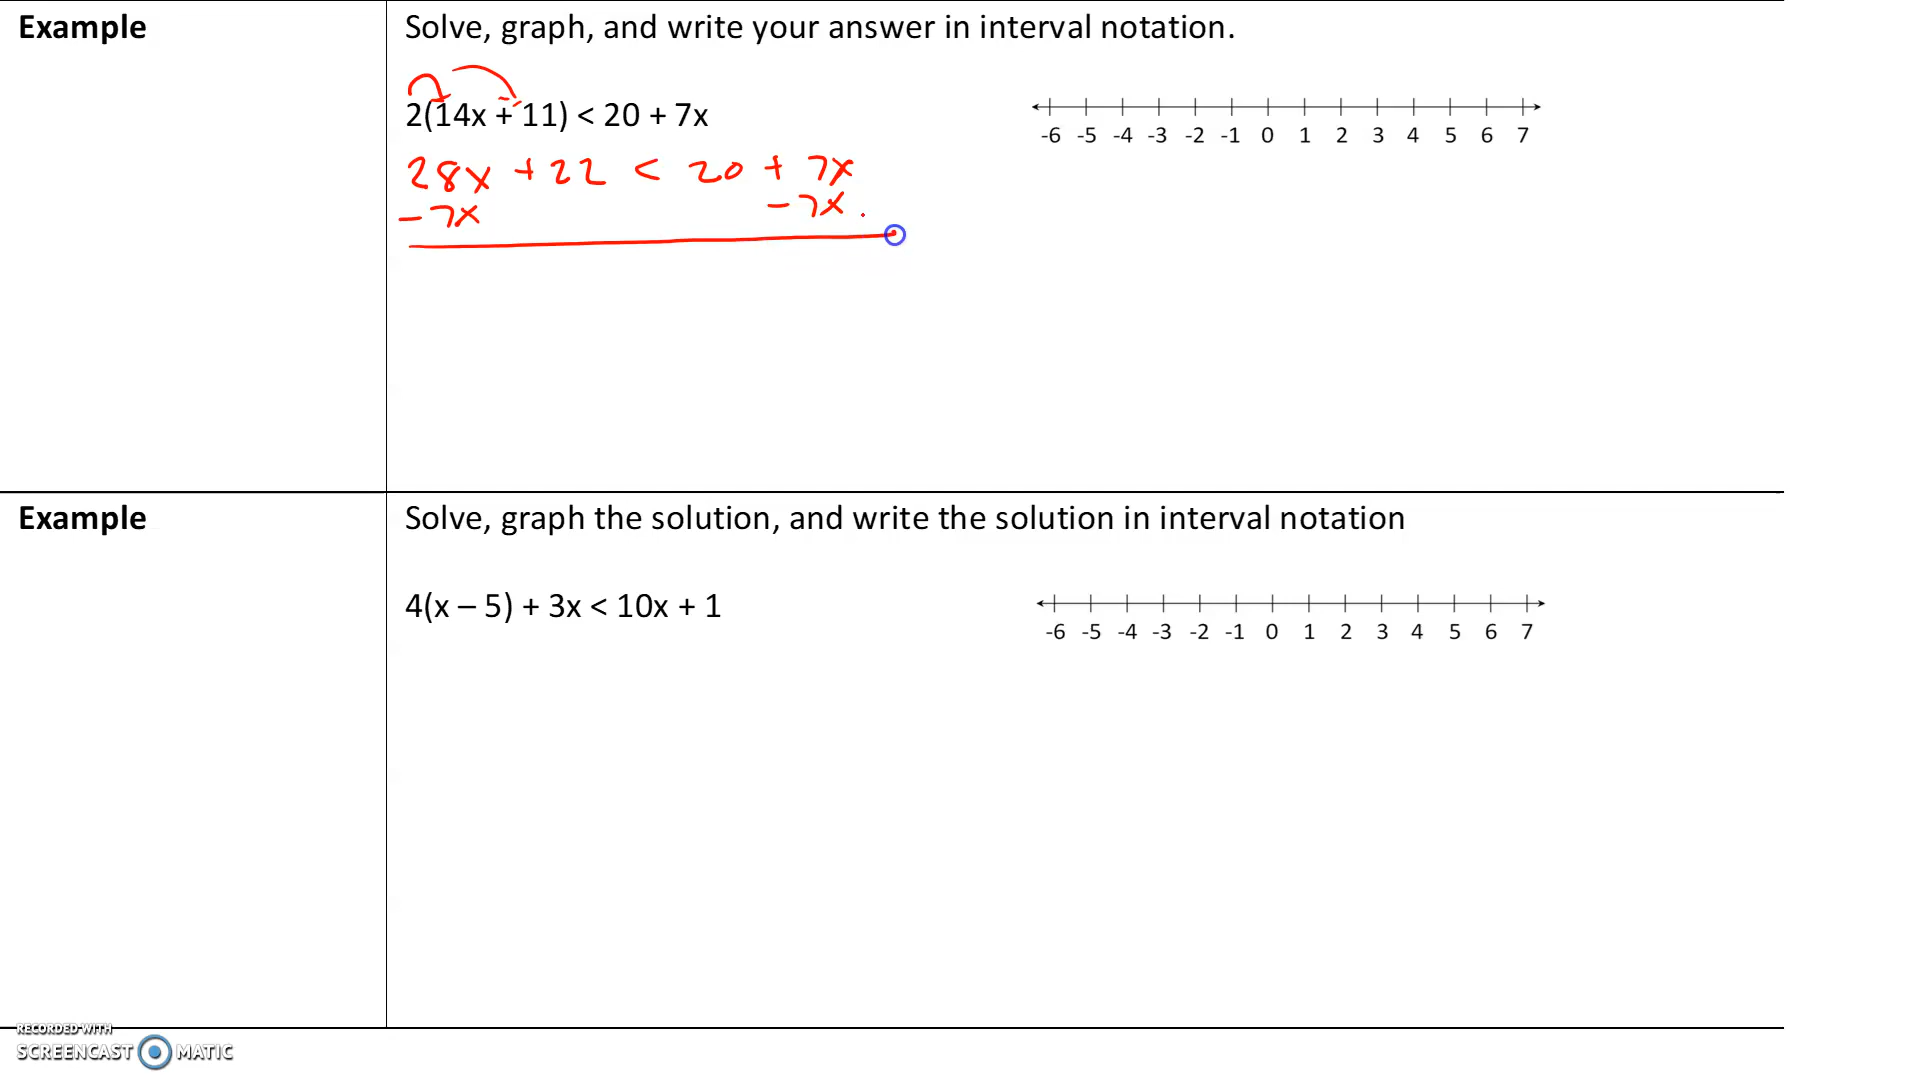 Example
Solve, graph, and write your answer in interval notation.
2(14x + 11) < 20 + 7x
-6 -5 -4 -3 -2 -1 0 1 2 3 4 5 6 7
28x + 22 < 20 + 7x
-7x -7x
Example
Solve, graph the solution, and write the solution in interval notation
4(x – 5) + 3x < 10x + 1
-6 -5 -4 -3 -2 -1 0 1 2 3 4 5 6 7
RECORDED WITH
SCREENCAST MATIC